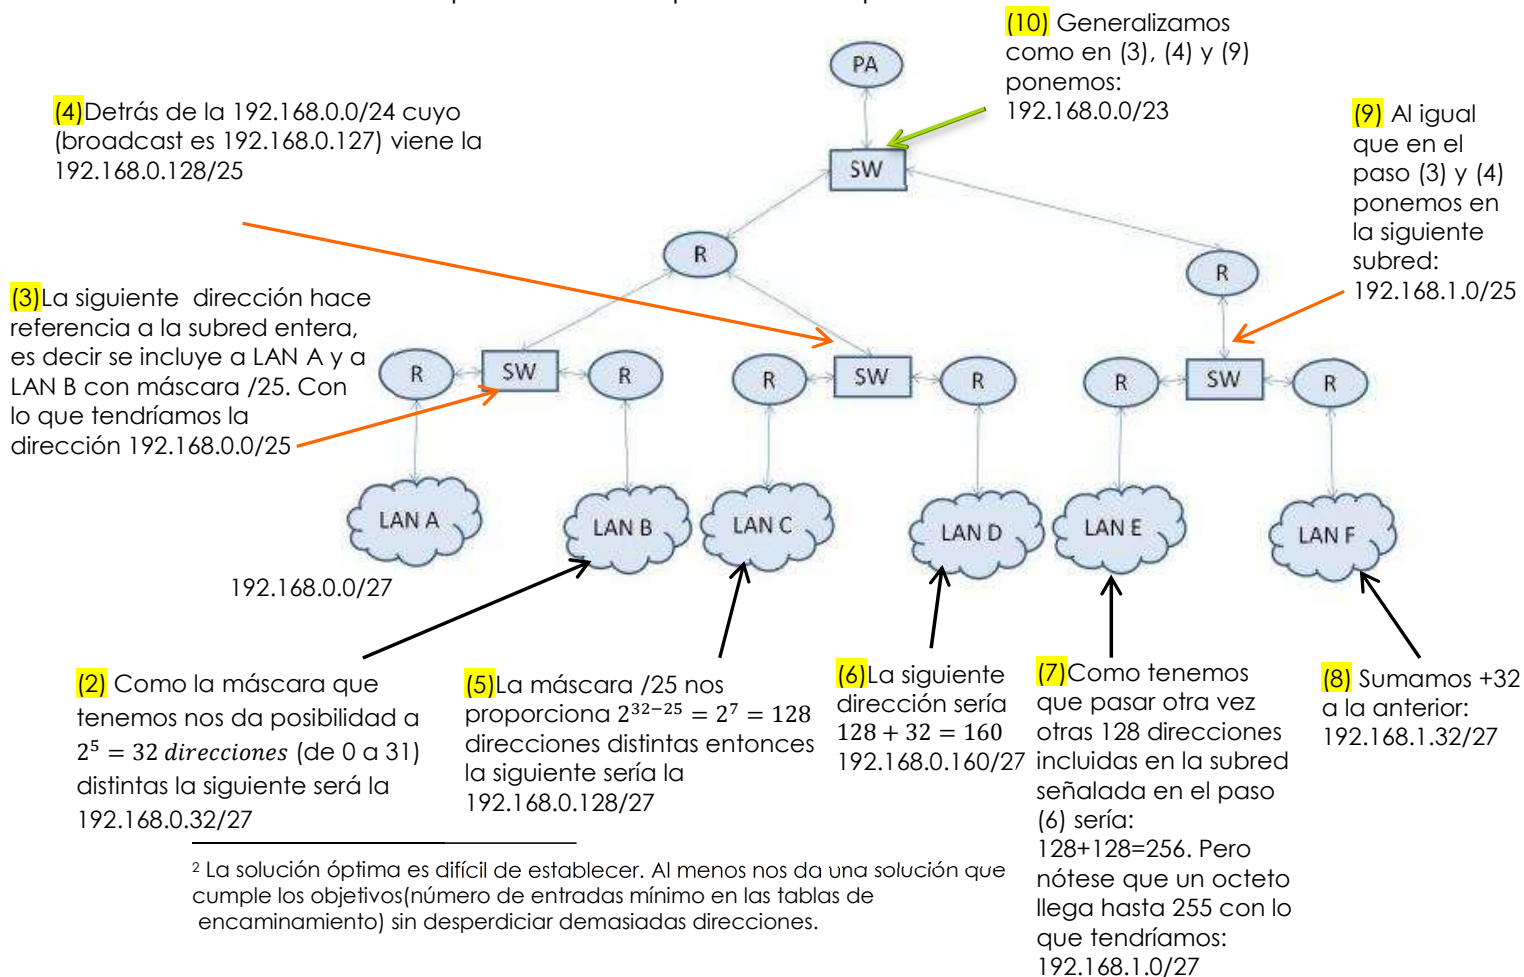 (10) Generalizamos
como en (3), (4) y (9)
ponemos:
192.168.0.0/23
PA
(4)Detrás de la 192.168.0.0/24 cuyo
(broadcast es 192.168.0.127) viene la
192.168.0.128/25
(9) Al igual
que en el
paso (3) y (4)
ponemos en
la siguiente
subred:
192.168.1.0/25
SW
R
R
(3)La siguiente dirección hace
referencia a la subred entera,
es decir se incluye a LAN A y a
LAN B con máscara /25. Con
lo que tendríamos la
dirección 192.168.0.0/25
R
SW
R
R
SW
R
R
SW
R
LAN A
LAN B
LAN C
LAN D
LAN E
LAN F
192.168.0.0/27
(2) Como la máscara que
tenemos nos da posibilidad a
2⁵ = 32 direcciones (de 0 a 31)
distintas la siguiente será la
192.168.0.32/27
(5)La máscara /25 nos
proporciona 2³²⁻²⁵ = 2⁷ = 128
direcciones distintas entonces
la siguiente sería la
192.168.0.128/27
(6)La siguiente
dirección sería
128 + 32 = 160
192.168.0.160/27
(7)Como tenemos
que pasar otra vez
otras 128 direcciones
incluidas en la subred
señalada en el paso
(6) sería:
128+128=256. Pero
nótese que un octeto
llega hasta 255 con lo
que tendríamos:
192.168.1.0/27
(8) Sumamos +32
a la anterior:
192.168.1.32/27
² La solución óptima es difícil de establecer. Al menos nos da una solución que
cumple los objetivos(número de entradas mínimo en las tablas de
encaminamiento) sin desperdiciar demasiadas direcciones.